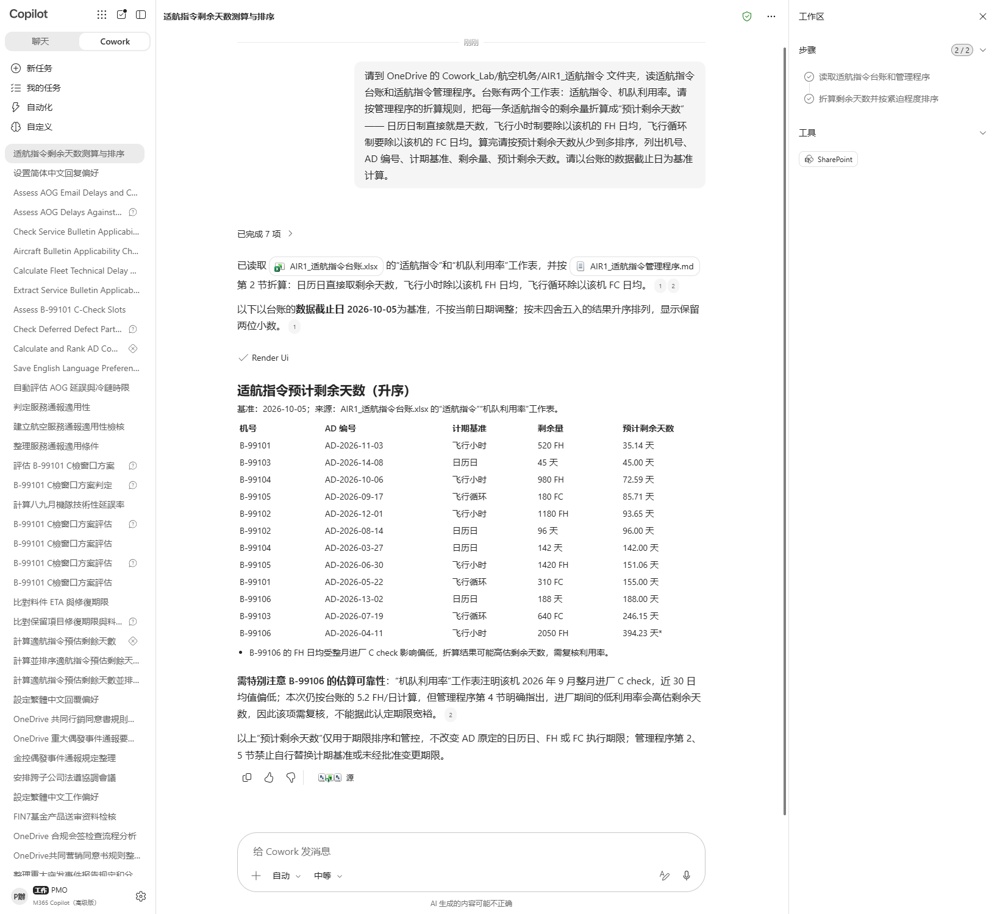 Copilot
聊天
Cowork
新任务
我的任务
自动化
自定义
适航指令剩余天数测算与排序
设置简体中文回复偏好
Assess AOG Email Delays and C...
Assess AOG Delays Against...
Check Service Bulletin Applicabi...
Aircraft Bulletin Applicability Ch...
Calculate Fleet Technical Delay ...
Extract Service Bulletin Applicab...
Assess B-99101 C-Check Slots
Check Deferred Defect Part...
Calculate and Rank AD Co...
Save English Language Preferen...
自動評估 AOG 延誤與冷鏈時限
判定服務通報適用性
建立航空服務通報適用性檢核
整理服務通報適用條件
評估 B-99101 C檢窗口方案
B-99101 C檢窗口方案判定
計算八九月機隊技術性延誤率
B-99101 C檢窗口方案評估
B-99101 C檢窗口方案評估
B-99101 C檢窗口方案評估
B-99101 C檢窗口方案評估
比對料件 ETA 與修復期限
比對保留項目修復期限與料...
計算適航指令預估剩餘天數
計算並排序適航指令預估剩餘天...
計算適航指令預估剩餘天數並排...
設定繁體中文回覆偏好
OneDrive 共同行銷同意書規則...
OneDrive 重大偶發事件通報要...
金控偶發事件通報規定整理
安排跨子公司法遵協調會議
設定繁體中文工作偏好
FIN7基金产品送审资料检核
OneDrive 合规会签检查流程分析
OneDrive共同营销同意书规则整...
整理重大突发事件报告规定和分
P辦
工作 PMO
M365 Copilot（高级版）
适航指令剩余天数测算与排序
刚刚
请到 OneDrive 的 Cowork_Lab/航空机务/AIR1_适航指令 文件夹，读适航指令
台账和适航指令管理程序。台账有两个工作表：适航指令、机队利用率。请
按管理程序的折算规则，把每一条适航指令的剩余量折算成“预计剩余天数”
—— 日历日制直接就是天数，飞行小时制要除以该机的 FH 日均，飞行循环
制要除以该机的 FC 日均。算完请按预计剩余天数从少到多排序，列出机号、
AD 编号、计期基准、剩余量、预计剩余天数。请以台账的数据截止日为基准
计算。
已完成 7 项
已读取 AIR1_适航指令台账.xlsx 的“适航指令”和“机队利用率”工作表，并按 AIR1_适航指令管理程序.md
第 2 节折算：日历日直接取剩余天数，飞行小时除以该机 FH 日均，飞行循环除以该机 FC 日均。 1 2
以下以台账的数据截止日 2026-10-05为基准，不按当前日期调整；按未四舍五入的结果升序排列，显示保留
两位小数。 1
Render Ui
适航指令预计剩余天数（升序）
基准：2026-10-05；来源：AIR1_适航指令台账.xlsx 的“适航指令”“机队利用率”工作表。
机号 AD 编号 计期基准 剩余量 预计剩余天数
B-99101 AD-2026-11-03 飞行小时 520 FH 35.14 天
B-99103 AD-2026-14-08 日历日 45 天 45.00 天
B-99104 AD-2026-10-06 飞行小时 980 FH 72.59 天
B-99105 AD-2026-09-17 飞行循环 180 FC 85.71 天
B-99102 AD-2026-12-01 飞行小时 1180 FH 93.65 天
B-99102 AD-2026-08-14 日历日 96 天 96.00 天
B-99104 AD-2026-03-27 日历日 142 天 142.00 天
B-99105 AD-2026-06-30 飞行小时 1420 FH 151.06 天
B-99101 AD-2026-05-22 飞行循环 310 FC 155.00 天
B-99106 AD-2026-13-02 日历日 188 天 188.00 天
B-99103 AD-2026-07-19 飞行循环 640 FC 246.15 天
B-99106 AD-2026-04-11 飞行小时 2050 FH 394.23 天*
• B-99106 的 FH 日均受整月进厂 C check 影响偏低，折算结果可能高估剩余天数，需复核利用率。
需特别注意 B-99106 的估算可靠性：“机队利用率”工作表注明该机 2026 年 9 月整月进厂 C check，近 30 日
均值偏低；本次仍按台账的 5.2 FH/日计算，但管理程序第 4 节明确指出，进厂期间的低利用率会高估剩余天
数，因此该项需复核，不能据此认定期限宽裕。 2
以上“预计剩余天数”仅用于期限排序和管控，不改变 AD 原定的日历日、FH 或 FC 执行期限；管理程序第 2、
5 节禁止自行替换计期基准或未经批准变更期限。
源
给 Cowork 发消息
自动
中等
AI 生成的内容可能不正确
工作区
步骤
2 / 2
读取适航指令台账和管理程序
折算剩余天数并按紧迫程度排序
工具
SharePoint